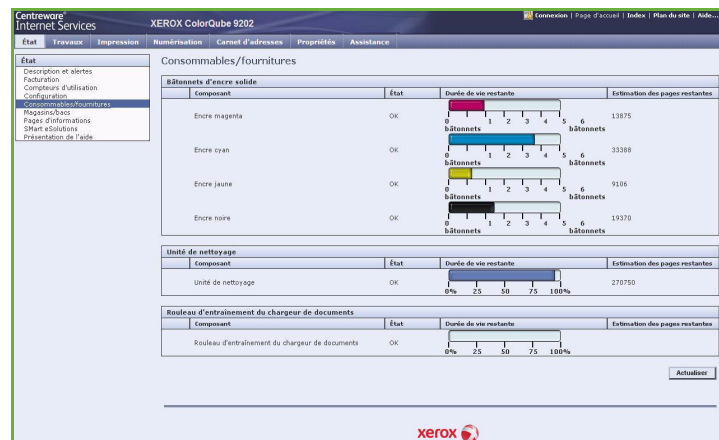 Centreware®
Internet Services
XEROX ColorQube 9202
Connexion | Page d'accueil | Index | Plan du site | Aide...
État Travaux Impression Numérisation Carnet d'adresses Propriétés Assistance
État
Description et alertes
Facturation
Compteurs d'utilisation
Configuration
Consommables/fournitures
Magasins/bacs
Pages d'informations
SMart eSolutions
Présentation de l'aide
Consommables/fournitures
Bâtonnets d'encre solide
Composant État Durée de vie restante Estimation des pages restantes
Encre magenta OK 13875
0 1 2 3 4 5 6
bâtonnets bâtonnets
Encre cyan OK 33388
0 1 2 3 4 5 6
bâtonnets bâtonnets
Encre jaune OK 9106
0 1 2 3 4 5 6
bâtonnets bâtonnets
Encre noire OK 19370
0 1 2 3 4 5 6
bâtonnets bâtonnets
Unité de nettoyage
Composant État Durée de vie restante Estimation des pages restantes
Unité de nettoyage OK 270750
0% 25 50 75 100%
Rouleau d'entraînement du chargeur de documents
Composant État Durée de vie restante Estimation des pages restantes
Rouleau d'entraînement du chargeur de documents OK
0% 25 50 75 100%
Actualiser
xerox